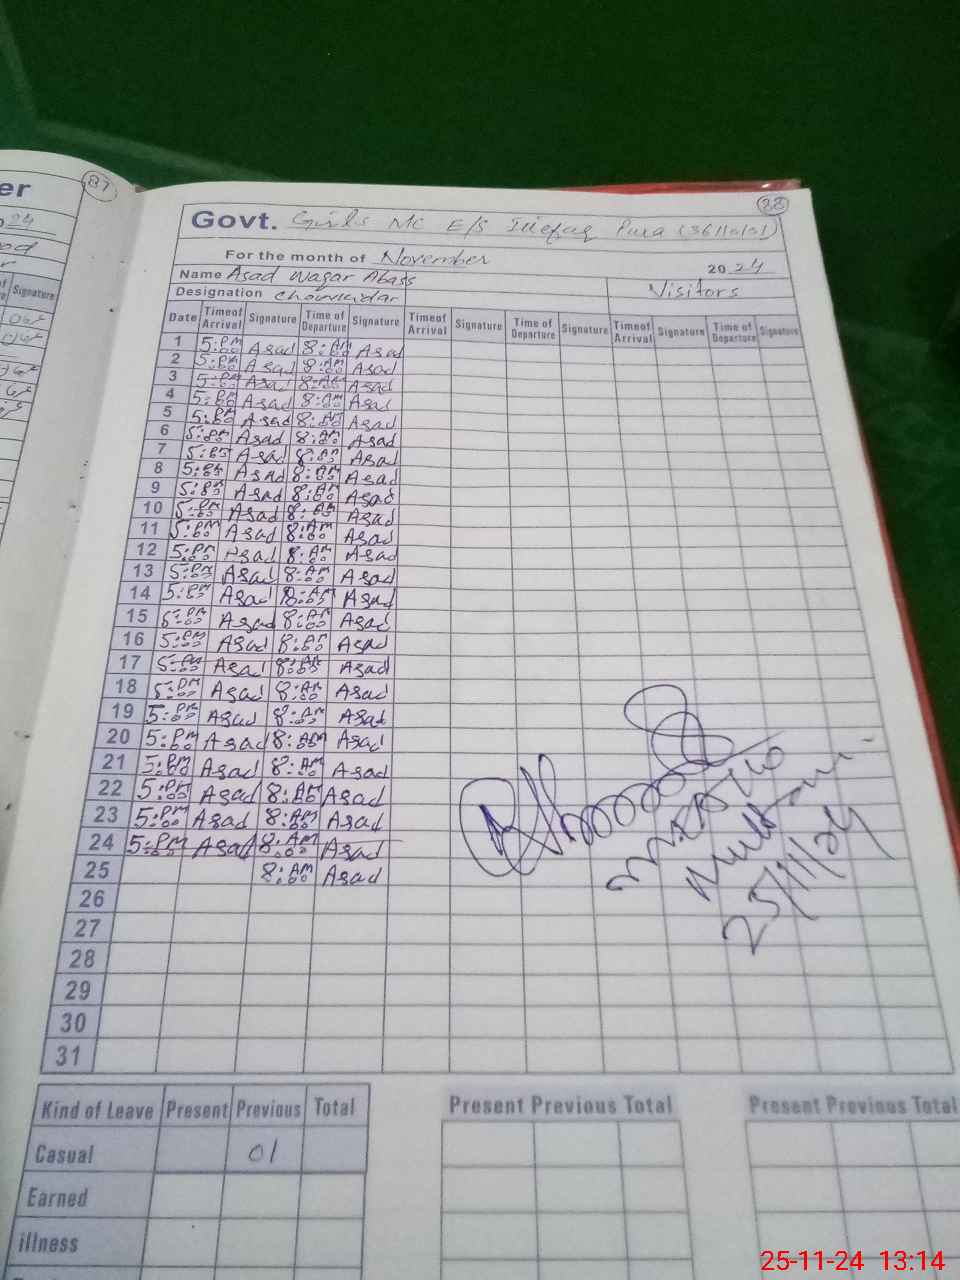 er
87
28
24
Signature
Govt. Girls MC E/S Pura (36110101)
For the month of November 2024
Name Asad Waqar Abass
Visitors
Designation Chowkidar
Date Time of Arrival Signature Time of Departure Signature Time of Arrival Signature Time of Departure Signature Time of Arrival Signature Time of Departure Signature
1 5:00 PM Asad 8:00 AM Asad
2 5:00 PM Asad 8:00 AM Asad
3 5:00 PM Asad 8:00 AM Asad
4 5:00 PM Asad 8:00 AM Asad
5 5:00 PM Asad 8:00 AM Asad
6 5:00 PM Asad 8:00 AM Asad
7 5:00 PM Asad 8:00 AM Asad
8 5:00 PM Asad 8:00 AM Asad
9 5:00 PM Asad 8:00 AM Asad
10 5:00 PM Asad 8:00 AM Asad
11 5:00 PM Asad 8:00 AM Asad
12 5:00 PM Asad 8:00 AM Asad
13 5:00 PM Asad 8:00 AM Asad
14 5:00 PM Asad 8:00 AM Asad
15 5:00 PM Asad 8:00 AM Asad
16 5:00 PM Asad 8:00 AM Asad
17 5:00 PM Asad 8:00 AM Asad
18 5:00 PM Asad 8:00 AM Asad
19 5:00 PM Asad 8:00 AM Asad
20 5:00 PM Asad 8:00 AM Asad
21 5:00 PM Asad 8:00 AM Asad
22 5:00 PM Asad 8:00 AM Asad
23 5:00 PM Asad 8:00 AM Asad
24 5:00 PM Asad 8:00 AM Asad
25 8:00 AM Asad
26
27
28
29
30
31
Multan
25/11/24
Kind of Leave Present Previous Total Present Previous Total Present Previous Total
Casual 01
Earned
illness
25-11-24 13:14